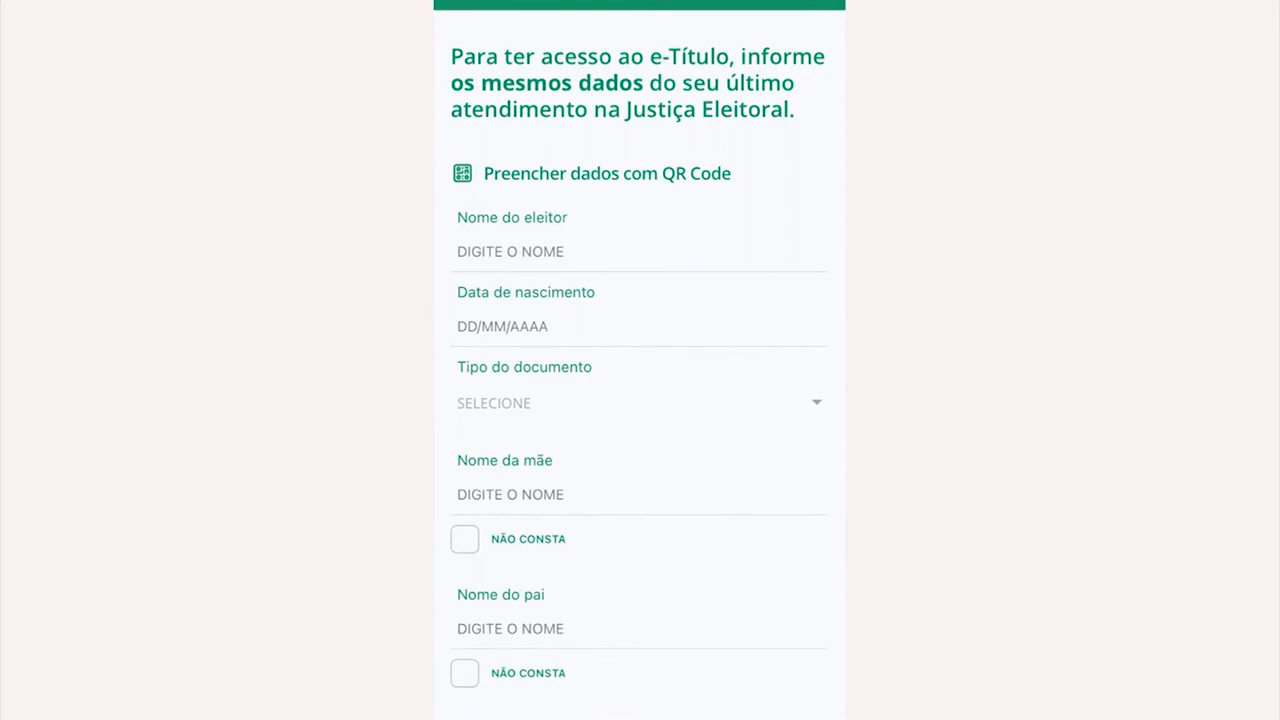 Para ter acesso ao e-Título, informe
os mesmos dados do seu último
atendimento na Justiça Eleitoral.
Preencher dados com QR Code
Nome do eleitor
DIGITE O NOME
Data de nascimento
DD/MM/AAAA
Tipo do documento
SELECIONE
Nome da mãe
DIGITE O NOME
NÃO CONSTA
Nome do pai
DIGITE O NOME
NÃO CONSTA